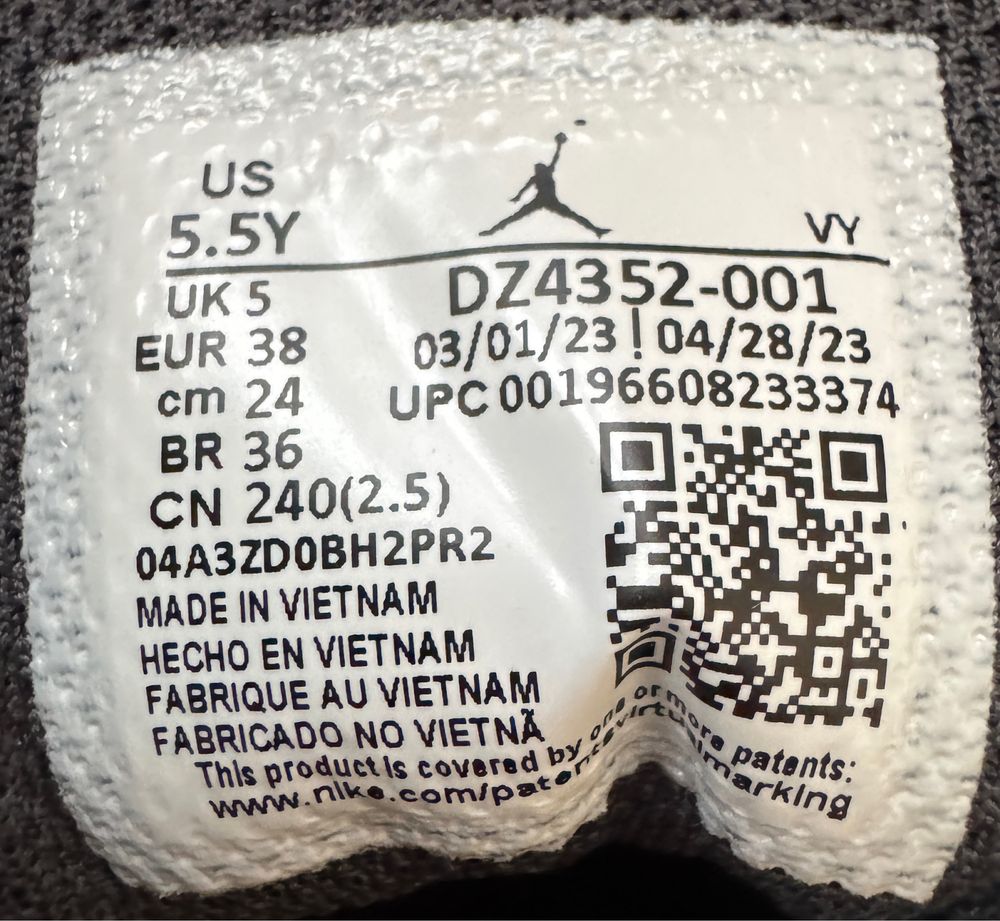 US
5.5Y
VY
UK 5
DZ4352-001
EUR 38
03/01/23 | 04/28/23
cm 24
UPC 00196608233374
BR 36
CN 240(2.5)
04A3ZD0BH2PR2
MADE IN VIETNAM
HECHO EN VIETNAM
FABRIQUE AU VIETNAM
FABRICADO NO VIETNÃ
This product is covered by one or more patents:
www.nike.com/patentsvirtualmarking